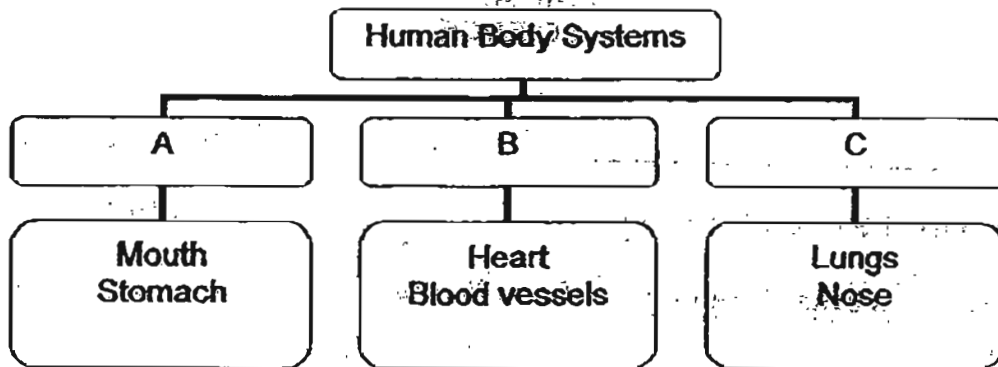 Human Body Systems
A
B
C
Mouth
Stomach
Heart
Blood vessels
Lungs
Nose